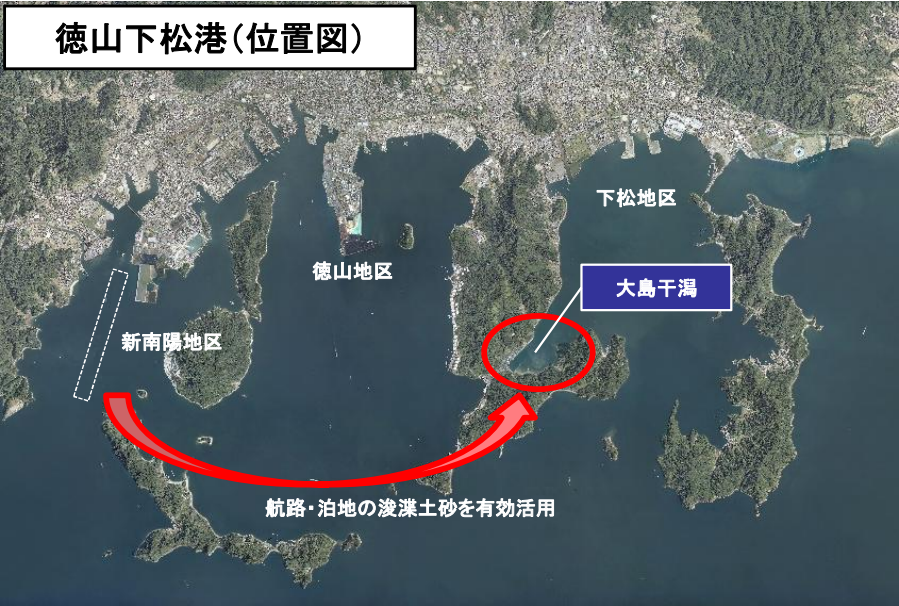 徳山下松港（位置図）
下松地区
徳山地区
大島干潟
新南陽地区
航路・泊地の浚渫土砂を有効活用